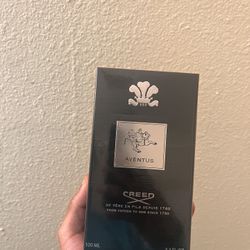 AVENTUS
CREED
DE PÈRE EN FILS DEPUIS 1760
FROM FATHER TO SON SINCE 1760
100 ML